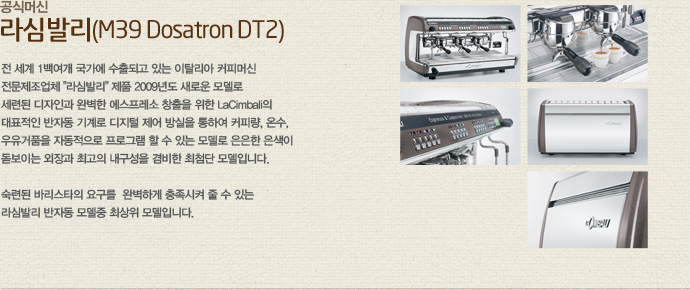 공식머신
라심발리(M39 Dosatron DT2)
전 세계 1백여개 국가에 수출되고 있는 이탈리아 커피머신
전문제조업체 "라심발리" 제품 2009년도 새로운 모델로
세련된 디자인과 완벽한 에스프레소 창출을 위한 LaCimbali의
대표적인 반자동 기계로 디지털 제어 방실을 통하여 커피량, 온수,
우유거품을 자동적으로 프로그램 할 수 있는 모델로 은은한 은색이
돋보이는 외장과 최고의 내구성을 겸비한 최첨단 모델입니다.
숙련된 바리스타의 요구를 완벽하게 충족시켜 줄 수 있는
라심발리 반자동 모델중 최상위 모델입니다.